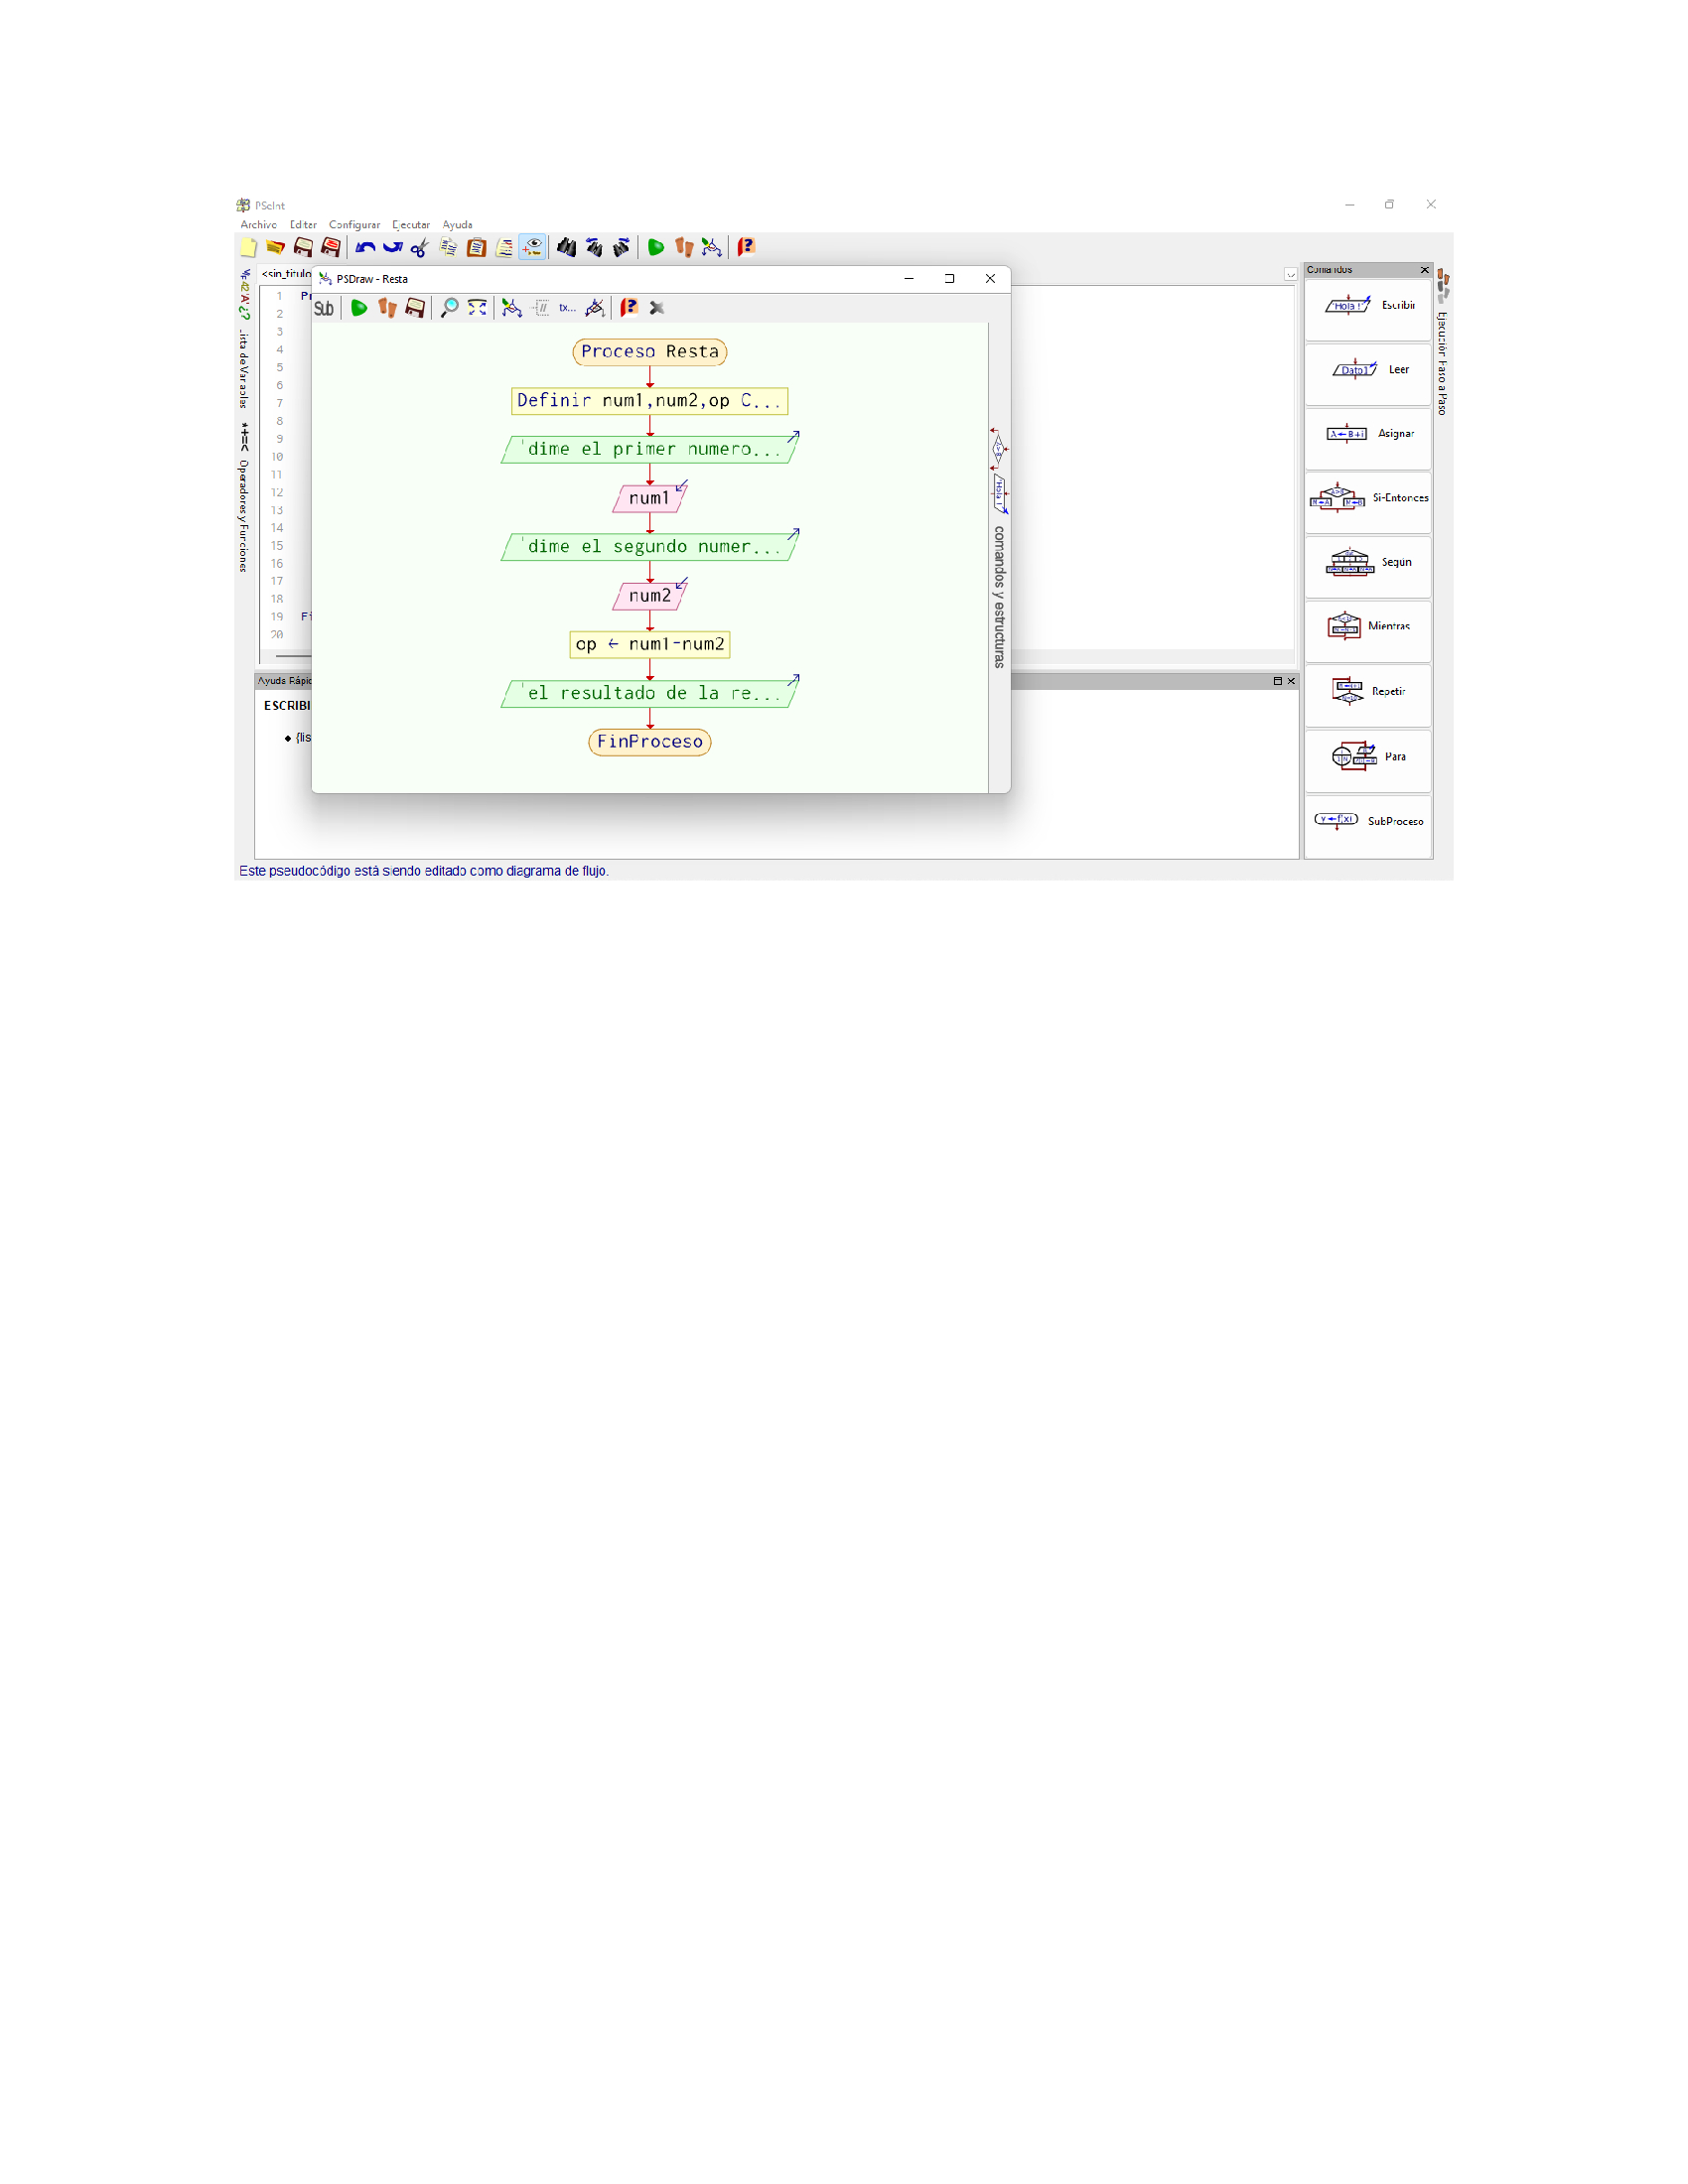 PSeInt
Archivo Editar Configurar Ejecutar Ayuda
<sin_titulo
PSDraw - Resta
Sub
tx...
1 Pr
2
3
4
5
6
7
8
9
10
11
12
13
14
15
16
17
18
19 Fi
20
Proceso Resta
Definir num1,num2,op C...
'dime el primer numero...
num1
'dime el segundo numer...
num2
op ← num1-num2
'el resultado de la re...
FinProceso
comandos y estructuras
Lista de Variables
*+=< Operadores y Funciones
Comandos
'Hola !' Escribir
Dato1 Leer
A←B+i Asignar
Si-Entonces
Según
Mientras
Repetir
Para
y←f(x) SubProceso
Ejecución Paso a Paso
Ayuda Rápid
ESCRIBI
{lis
Este pseudocódigo está siendo editado como diagrama de flujo.